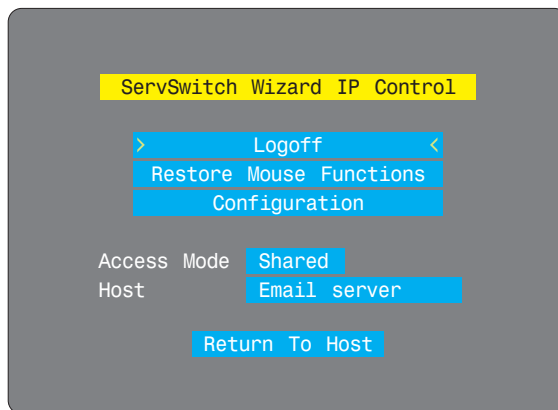 ServSwitch Wizard IP Control
> Logoff <
Restore Mouse Functions
Configuration
Access Mode Shared
Host Email server
Return To Host